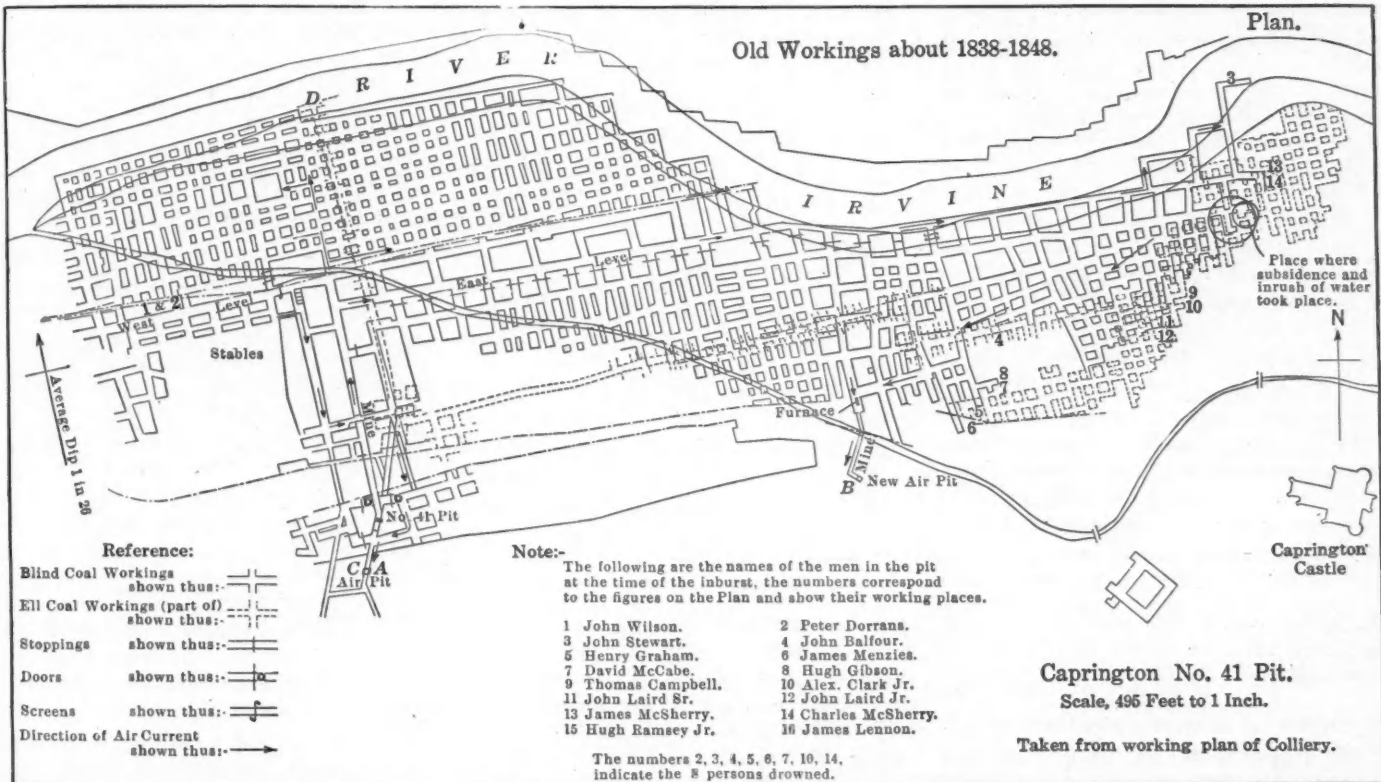 Plan.
Old Workings about 1838-1848.
RIVER
D
3
13
14
IRVINE
Place where
subsidence and
inrush of water
took place.
East Level
1 & 2
West Level
9
10
11
12
N
Stables
4
8
7
5
6
Average Dip 1 in 26
Mine
Furnace
Mine
B New Air Pit
No. 41 Pit
C A
Air Pit
Caprington
Castle
Reference:
Blind Coal Workings
shown thus:
Ell Coal Workings (part of)
shown thus:-
Stoppings shown thus:-
Doors shown thus:-
Screens shown thus:-
Direction of Air Current
shown thus:-
Note:-
The following are the names of the men in the pit
at the time of the inburst, the numbers correspond
to the figures on the Plan and show their working places.
1 John Wilson. 2 Peter Dorrans.
3 John Stewart. 4 John Balfour.
5 Henry Graham. 6 James Menzies.
7 David McCabe. 8 Hugh Gibson.
9 Thomas Campbell. 10 Alex. Clark Jr.
11 John Laird Sr. 12 John Laird Jr.
13 James McSherry. 14 Charles McSherry.
15 Hugh Ramsey Jr. 16 James Lennon.
The numbers 2, 3, 4, 5, 6, 7, 10, 14,
indicate the 8 persons drowned.
Caprington No. 41 Pit.
Scale, 495 Feet to 1 Inch.
Taken from working plan of Colliery.